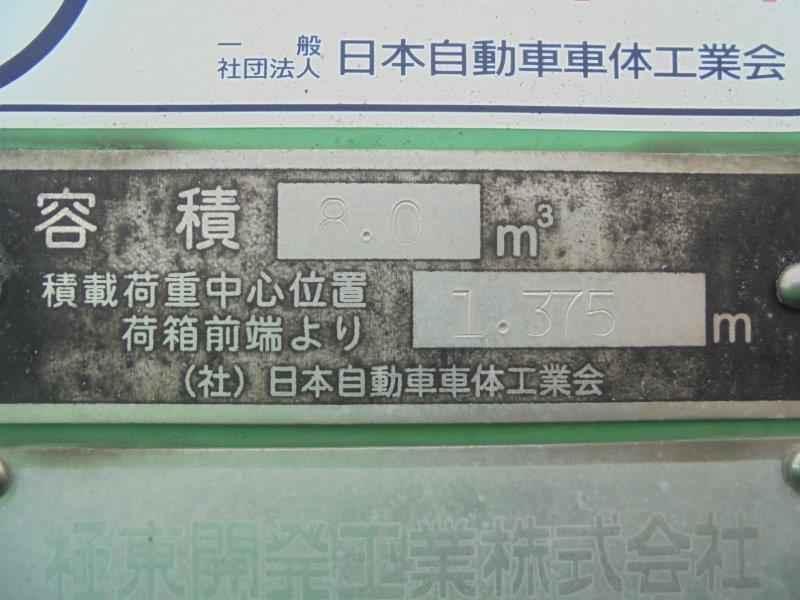 一般
社団法人 日本自動車車体工業会
容積 8.0 m³
積載荷重中心位置
荷箱前端より 1.375 m
(社)日本自動車車体工業会
極東開発工業株式会社